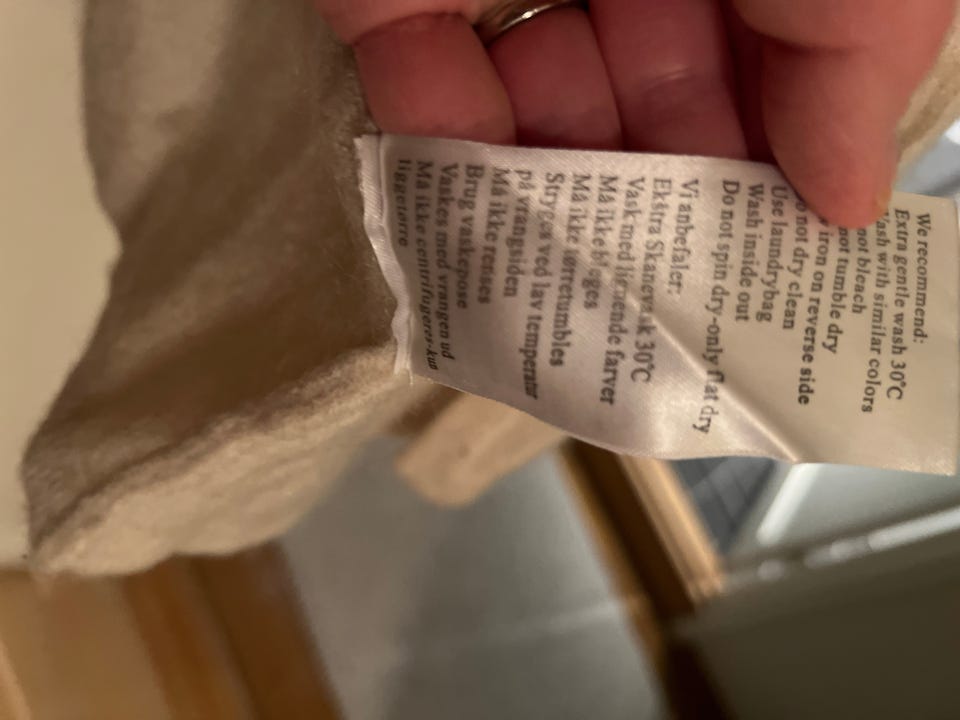 We recommend:
Extra gentle wash 30°C
Wash with similar colors
not bleach
not tumble dry
iron on reverse side
not dry clean
Use laundrybag
Wash inside out
Do not spin dry-only flat dry
Vi anbefaler:
Ekstra Skånevask 30°C
Vask med lignende farver
Må ikke bleges
Må ikke tørretumbles
Stryges ved lav temperatur
på vrangsiden
Må ikke renses
Brug vaskepose
Vaskes med vrangen ud
Må ikke centrifugeres-kun
liggetørre